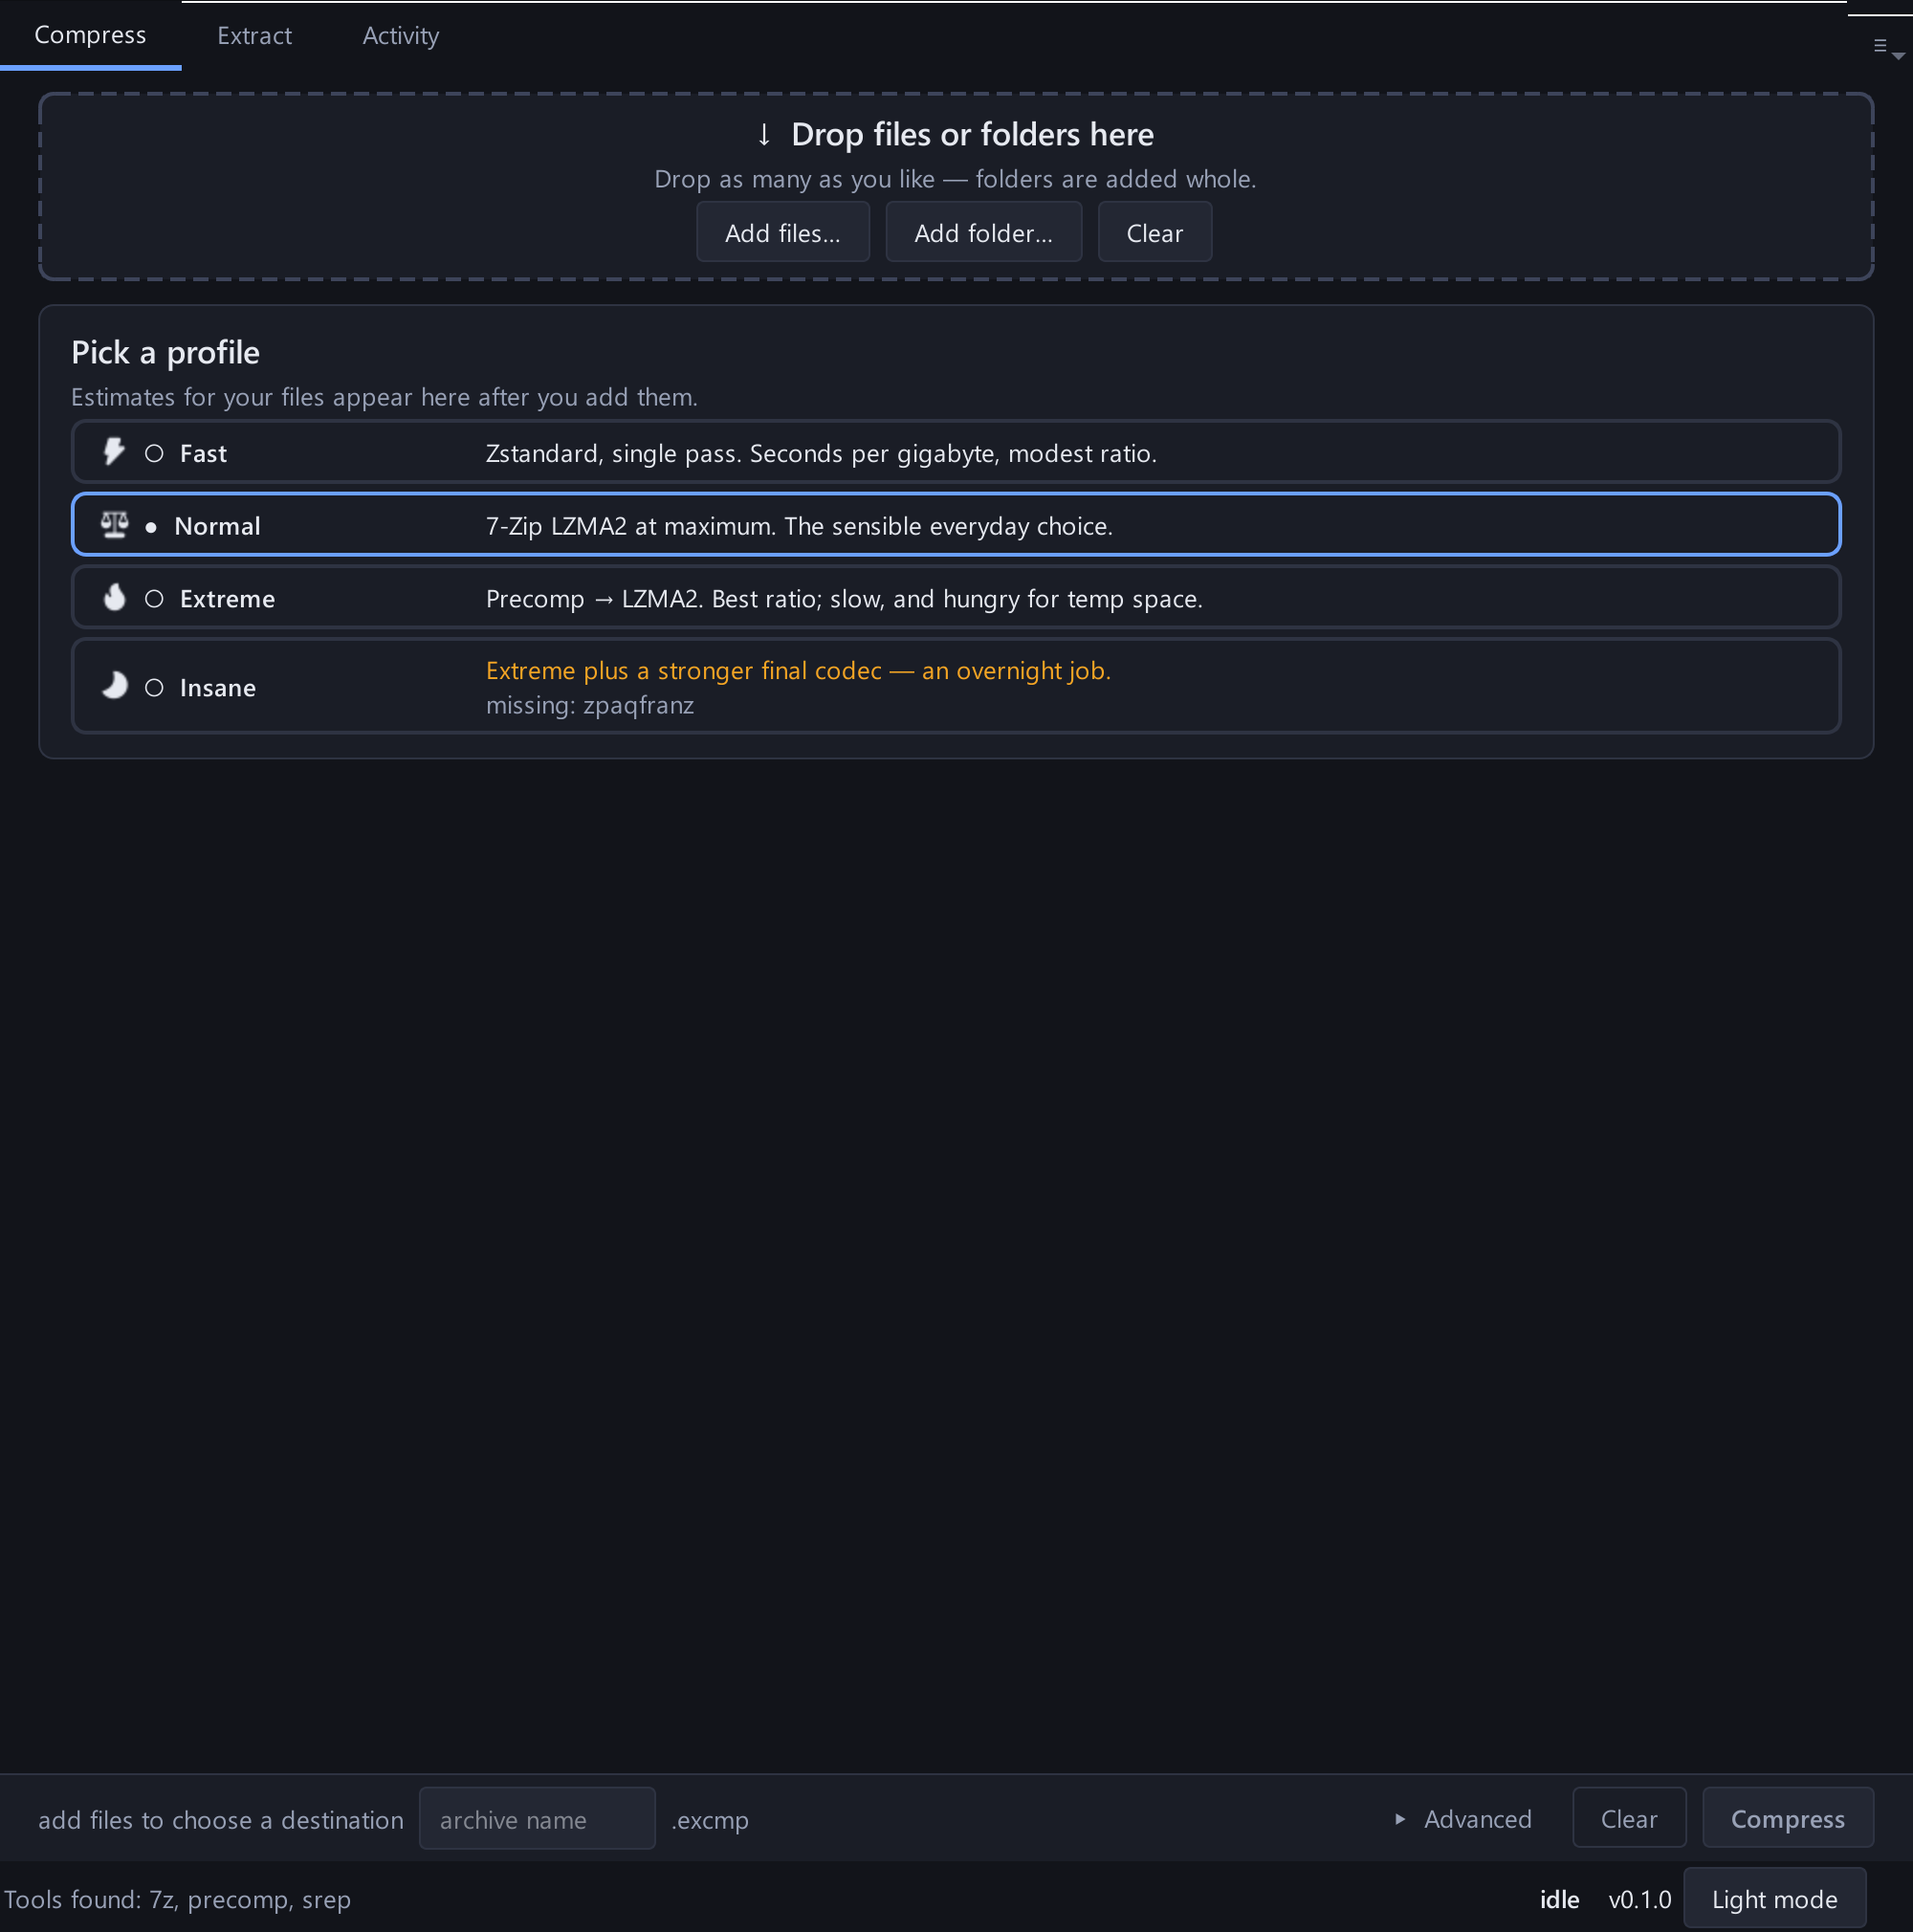 Compress
Extract
Activity
↓ Drop files or folders here
Drop as many as you like — folders are added whole.
Add files...
Add folder...
Clear
Pick a profile
Estimates for your files appear here after you add them.
Fast
Zstandard, single pass. Seconds per gigabyte, modest ratio.
Normal
7-Zip LZMA2 at maximum. The sensible everyday choice.
Extreme
Precomp → LZMA2. Best ratio; slow, and hungry for temp space.
Insane
Extreme plus a stronger final codec — an overnight job.
missing: zpaqfranz
add files to choose a destination
archive name
.excmp
Advanced
Clear
Compress
Tools found: 7z, precomp, srep
idle
v0.1.0
Light mode